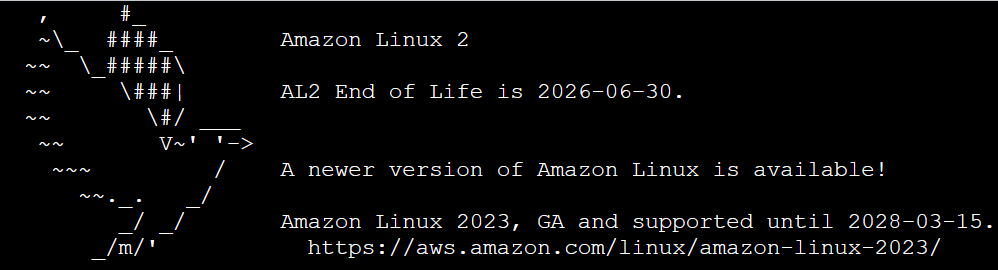 Amazon Linux 2
AL2 End of Life is 2026-06-30.
A newer version of Amazon Linux is available!
Amazon Linux 2023, GA and supported until 2028-03-15.
https://aws.amazon.com/linux/amazon-linux-2023/